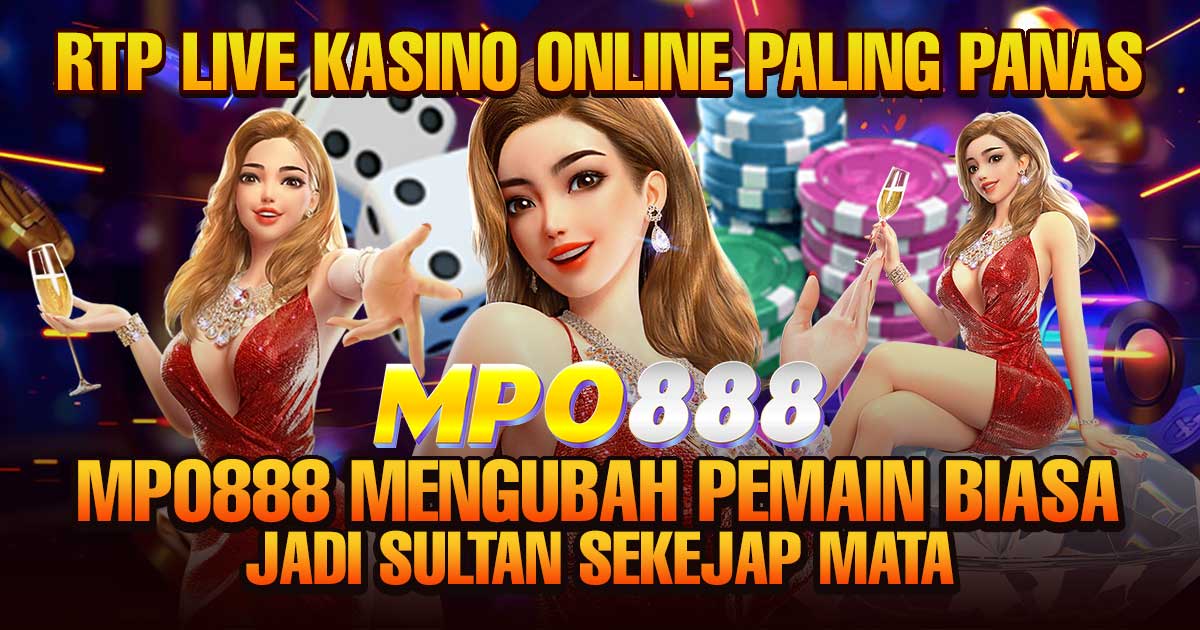 RTP LIVE KASINO ONLINE PALING PANAS
MPO888
MPO888 MENGUBAH PEMAIN BIASA
JADI SULTAN SEKEJAP MATA